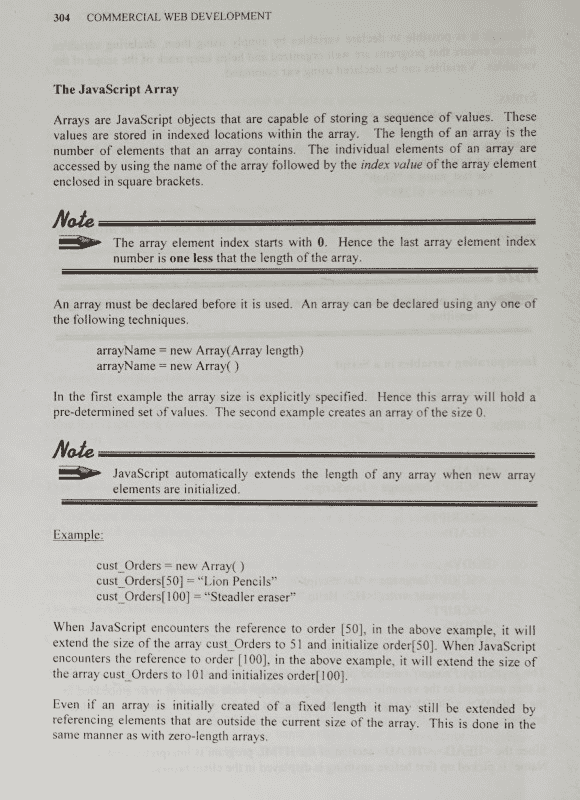 304 COMMERCIAL WEB DEVELOPMENT
The JavaScript Array
Arrays are JavaScript objects that are capable of storing a sequence of values. These
values are stored in indexed locations within the array. The length of an array is the
number of elements that an array contains. The individual elements of an array are
accessed by using the name of the array followed by the index value of the array element
enclosed in square brackets.
Note
The array element index starts with 0. Hence the last array element index
number is one less that the length of the array.
An array must be declared before it is used. An array can be declared using any one of
the following techniques.
arrayName = new Array(Array length)
arrayName = new Array( )
In the first example the array size is explicitly specified. Hence this array will hold a
pre-determined set of values. The second example creates an array of the size 0.
Note
JavaScript automatically extends the length of any array when new array
elements are initialized.
Example:
cust_Orders = new Array( )
cust_Orders[50] = “Lion Pencils”
cust_Orders[100] = “Steadler eraser”
When JavaScript encounters the reference to order [50], in the above example, it will
extend the size of the array cust_Orders to 51 and initialize order[50]. When JavaScript
encounters the reference to order [100], in the above example, it will extend the size of
the array cust_Orders to 101 and initializes order[100].
Even if an array is initially created of a fixed length it may still be extended by
referencing elements that are outside the current size of the array. This is done in the
same manner as with zero-length arrays.